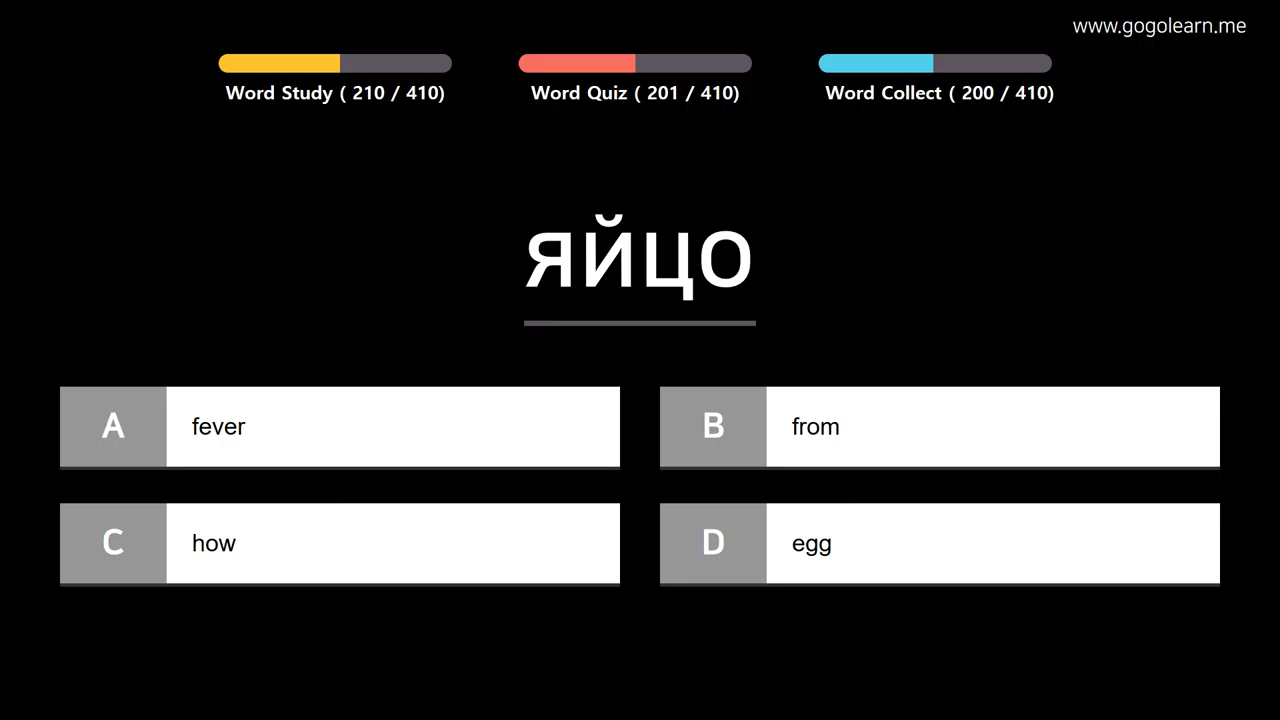 www.gogolearn.me
Word Study ( 210 / 410)
Word Quiz ( 201 / 410)
Word Collect ( 200 / 410)
яйцо
A fever
B from
C how
D egg